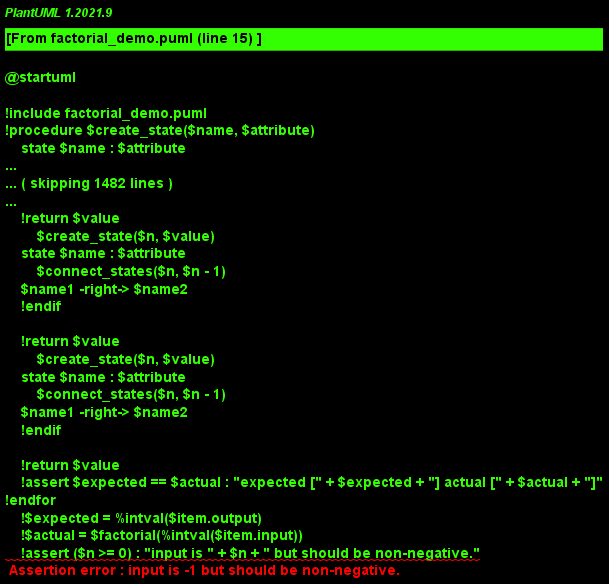 PlantUML 1.2021.9
[From factorial_demo.puml (line 15) ]
@startuml
!include factorial_demo.puml
!procedure $create_state($name, $attribute)
state $name : $attribute
...
... ( skipping 1482 lines )
...
!return $value
$create_state($n, $value)
state $name : $attribute
$connect_states($n, $n - 1)
$name1 -right-> $name2
!endif
!return $value
$create_state($n, $value)
state $name : $attribute
$connect_states($n, $n - 1)
$name1 -right-> $name2
!endif
!return $value
!assert $expected == $actual : "expected [" + $expected + "] actual [" + $actual + "]"
!endfor
!$expected = %intval($item.output)
!$actual = $factorial(%intval($item.input))
!assert ($n >= 0) : "input is " + $n + " but should be non-negative."
Assertion error : input is -1 but should be non-negative.